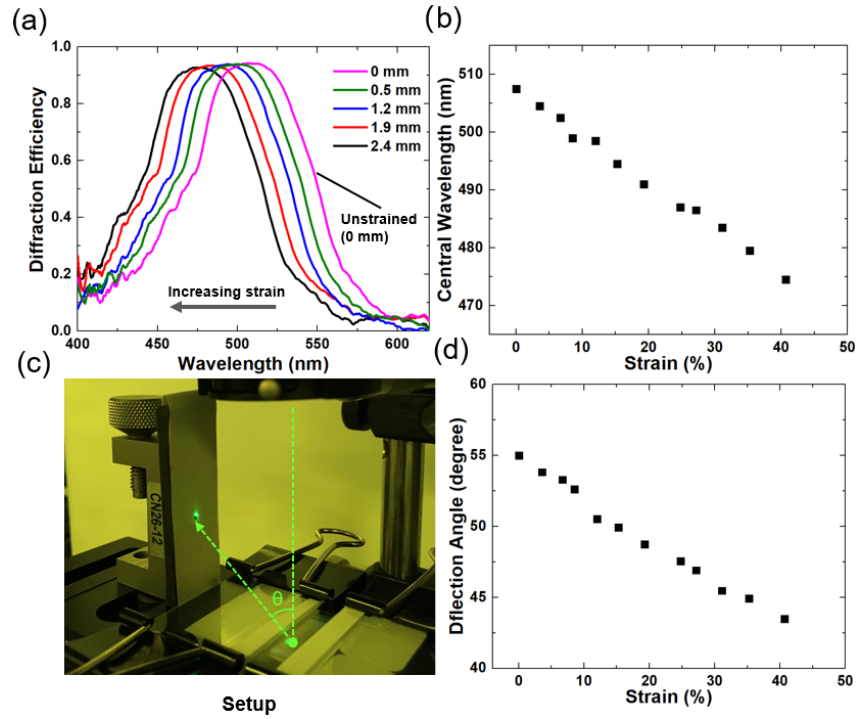 (a)
Diffraction Efficiency
1.0
0.8
0.6
0.4
0.2
0.0
0 mm
0.5 mm
1.2 mm
1.9 mm
2.4 mm
Unstrained
(0 mm)
Increasing strain
400 450 500 550 600
Wavelength (nm)
(b)
Central Wavelength (nm)
510
500
490
480
470
0 10 20 30 40 50
Strain (%)
(c)
CN26-12
θ
Setup
(d)
Dflection Angle (degree)
60
55
50
45
40
0 10 20 30 40 50
Strain (%)